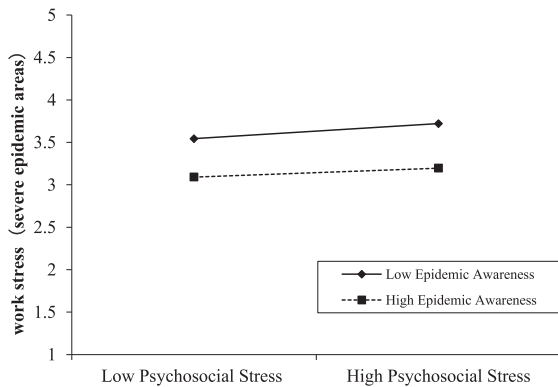 5
4.5
4
3.5
3
2.5
2
1.5
1
work stress（severe epidemic areas）
Low Epidemic Awareness
High Epidemic Awareness
Low Psychosocial Stress
High Psychosocial Stress